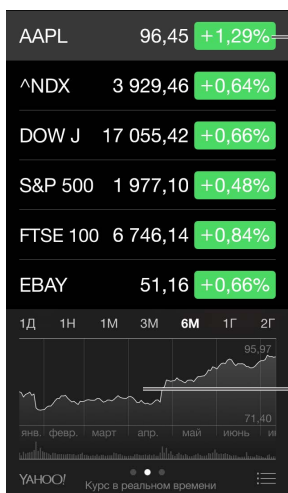 AAPL 96,45 +1,29%
^NDX 3 929,46 +0,64%
DOW J 17 055,42 +0,66%
S&P 500 1 977,10 +0,48%
FTSE 100 6 746,14 +0,84%
EBAY 51,16 +0,66%
1Д 1Н 1М 3М 6М 1Г 2Г
95,97
71,40
янв. февр. март апр. май июнь ию
YAHOO!
Курс в реальном времени